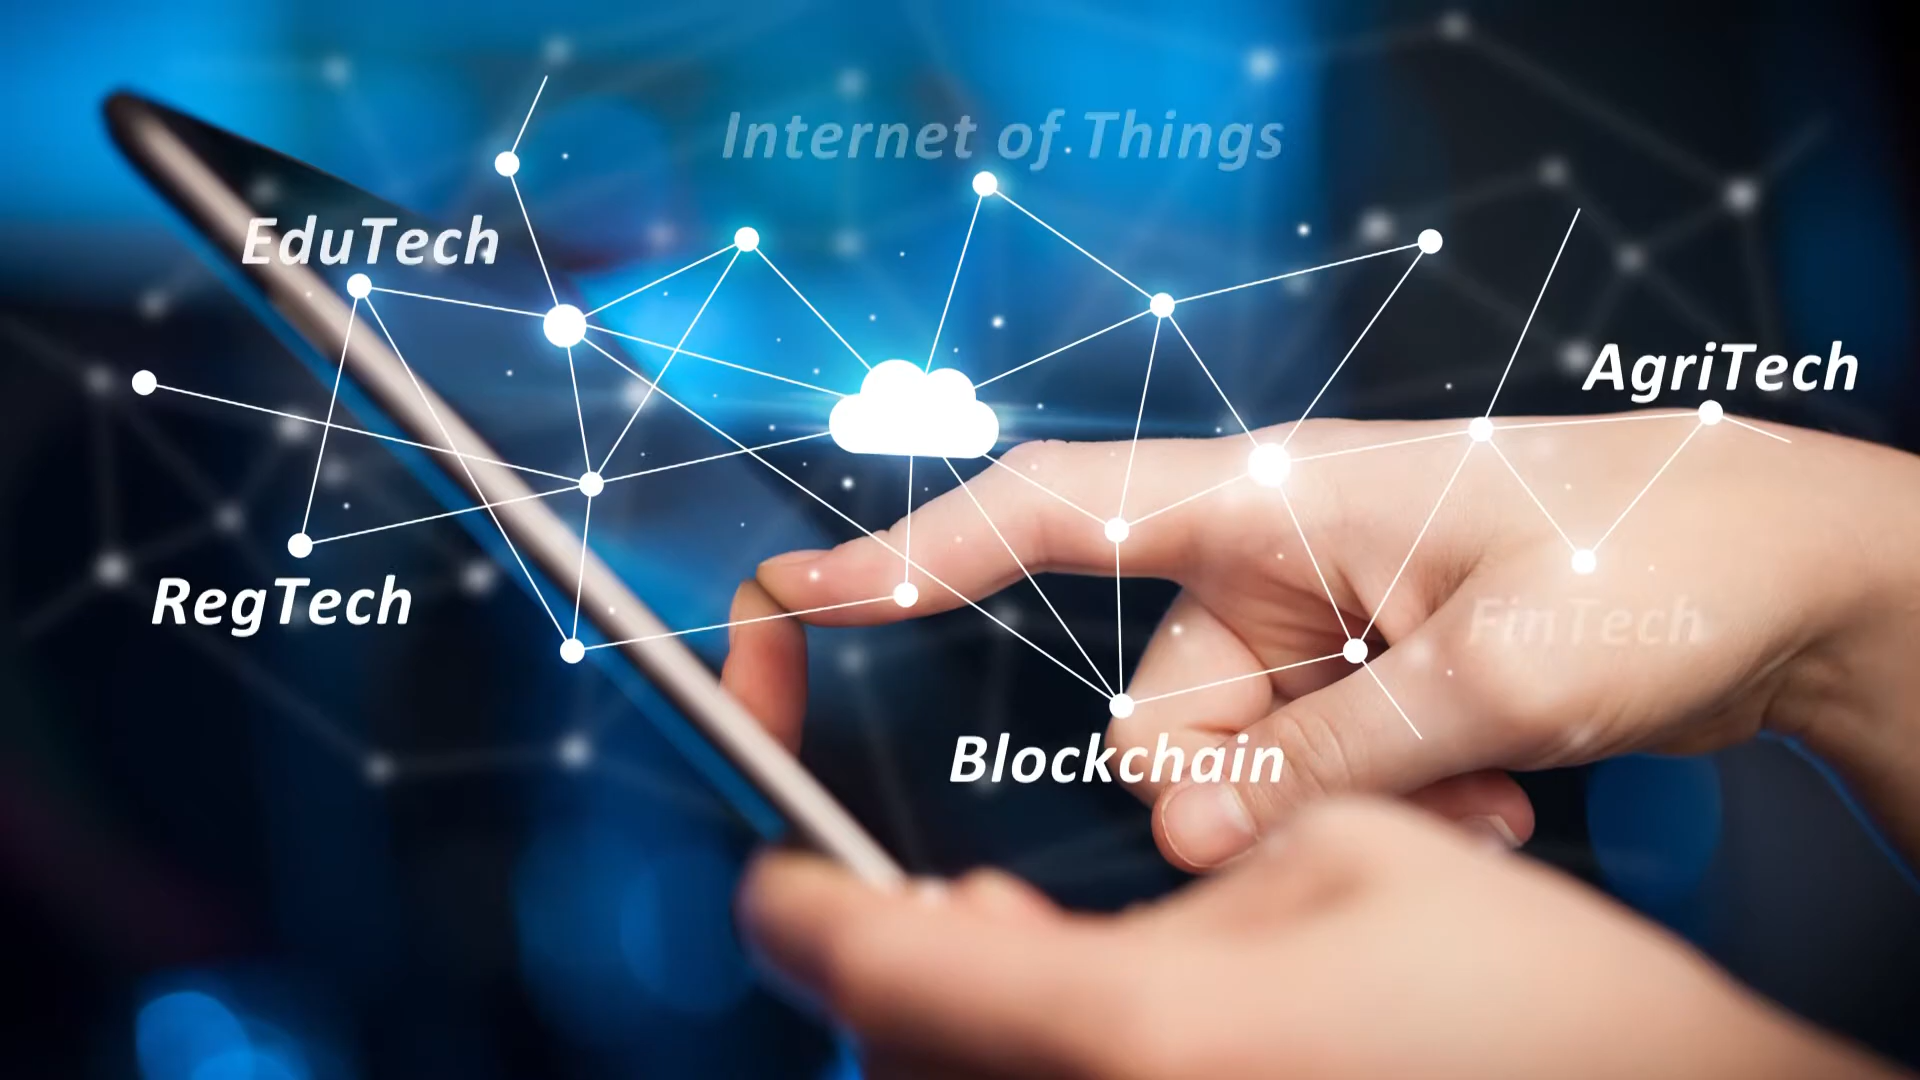 Internet of Things
EduTech
AgriTech
RegTech
FinTech
Blockchain